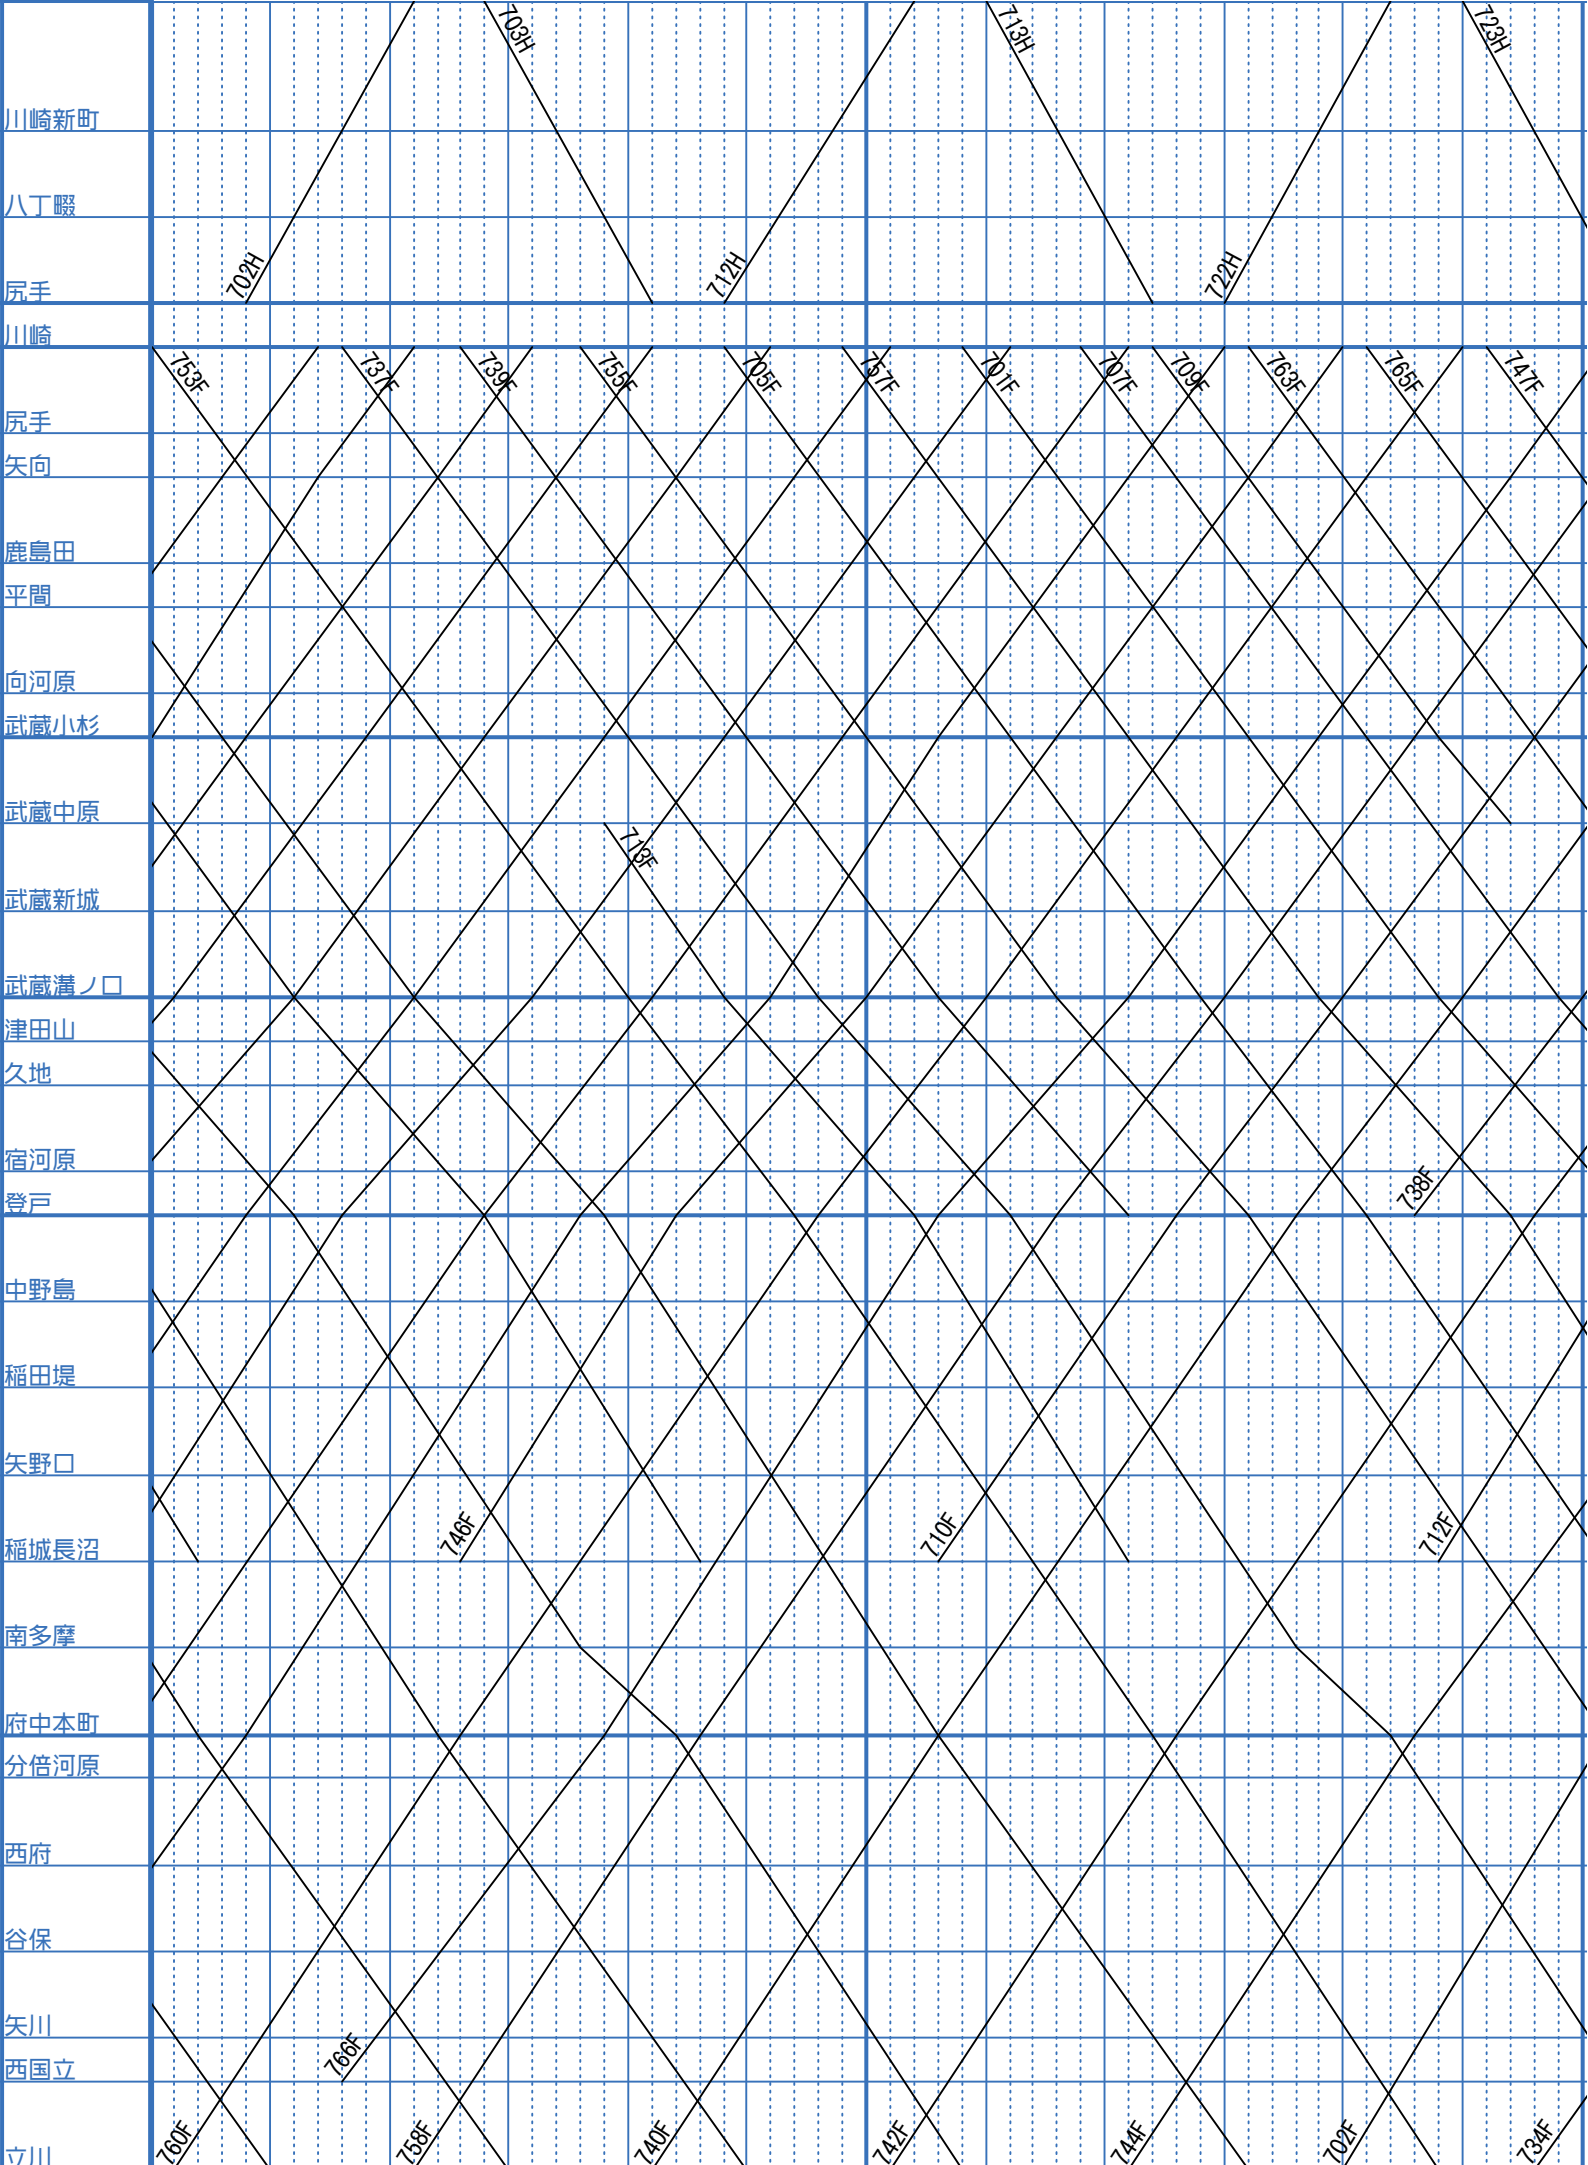 703H
713H
723H
川崎新町
八丁畷
702H
712H
722H
尻手
川崎
753F
737F
739F
755F
705F
757F
701F
707F
709F
763F
765F
747F
尻手
矢向
鹿島田
平間
向河原
武蔵小杉
武蔵中原
713F
武蔵新城
武蔵溝ノ口
津田山
久地
宿河原
738F
登戸
中野島
稲田堤
矢野口
746F
710F
712F
稲城長沼
南多摩
府中本町
分倍河原
西府
谷保
矢川
766F
西国立
760F
758F
740F
742F
744F
702F
734F
立川